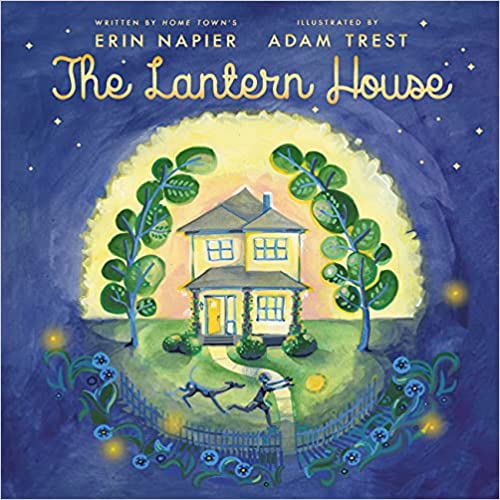 WRITTEN BY HOME TOWN'S
ERIN NAPIER
ILLUSTRATED BY
ADAM TREST
The Lantern House